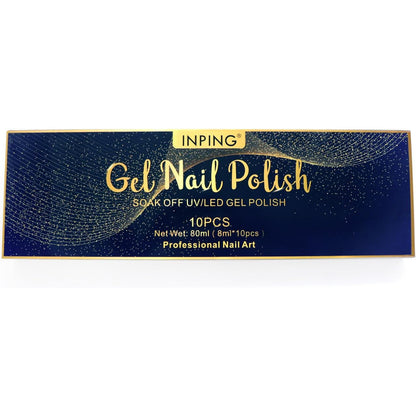 INPING®
Gel Nail Polish
SOAK OFF UV/LED GEL POLISH
10PCS
Net Wet: 80ml ( 8ml*10pcs )
Professional Nail Art